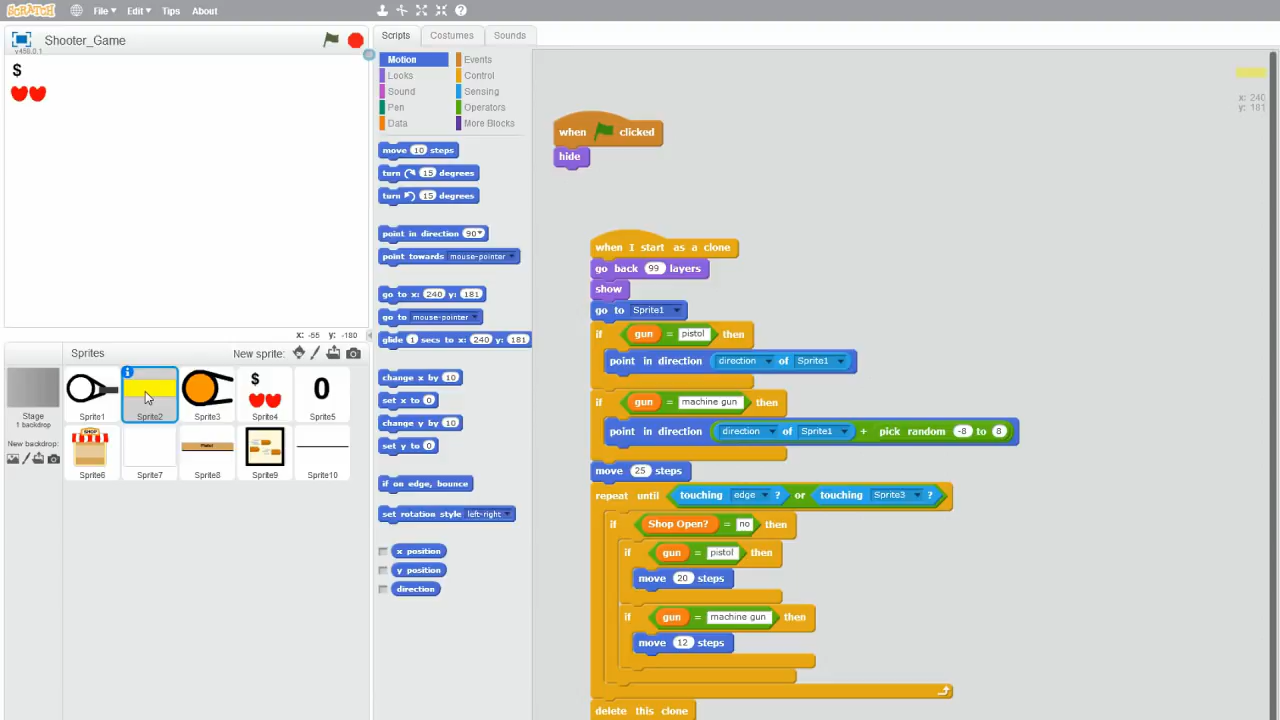 SCRATCH File Edit Tips About
Shooter_Game
v458.0.1
$
x: -55 y: -180
Sprites New sprite:
Stage
1 backdrop
New backdrop:
Sprite1 Sprite2 Sprite3 Sprite4 Sprite5
$
0
Sprite6 Sprite7 Sprite8 Sprite9 Sprite10
SHOP
Scripts Costumes Sounds
Motion Events
Looks Control
Sound Sensing
Pen Operators
Data More Blocks
move 10 steps
turn 15 degrees
turn 15 degrees
point in direction 90
point towards mouse-pointer
go to x: 240 y: 181
go to mouse-pointer
glide 1 secs to x: 240 y: 181
change x by 10
set x to 0
change y by 10
set y to 0
if on edge, bounce
set rotation style left-right
x position
y position
direction
x: 240
y: 181
when clicked
hide
when I start as a clone
go back 99 layers
show
go to Sprite1
if gun = pistol then
point in direction direction of Sprite1
if gun = machine gun then
point in direction direction of Sprite1 + pick random -8 to 8
move 25 steps
repeat until touching edge ? or touching Sprite3 ?
if Shop Open? = no then
if gun = pistol then
move 20 steps
if gun = machine gun then
move 12 steps
delete this clone